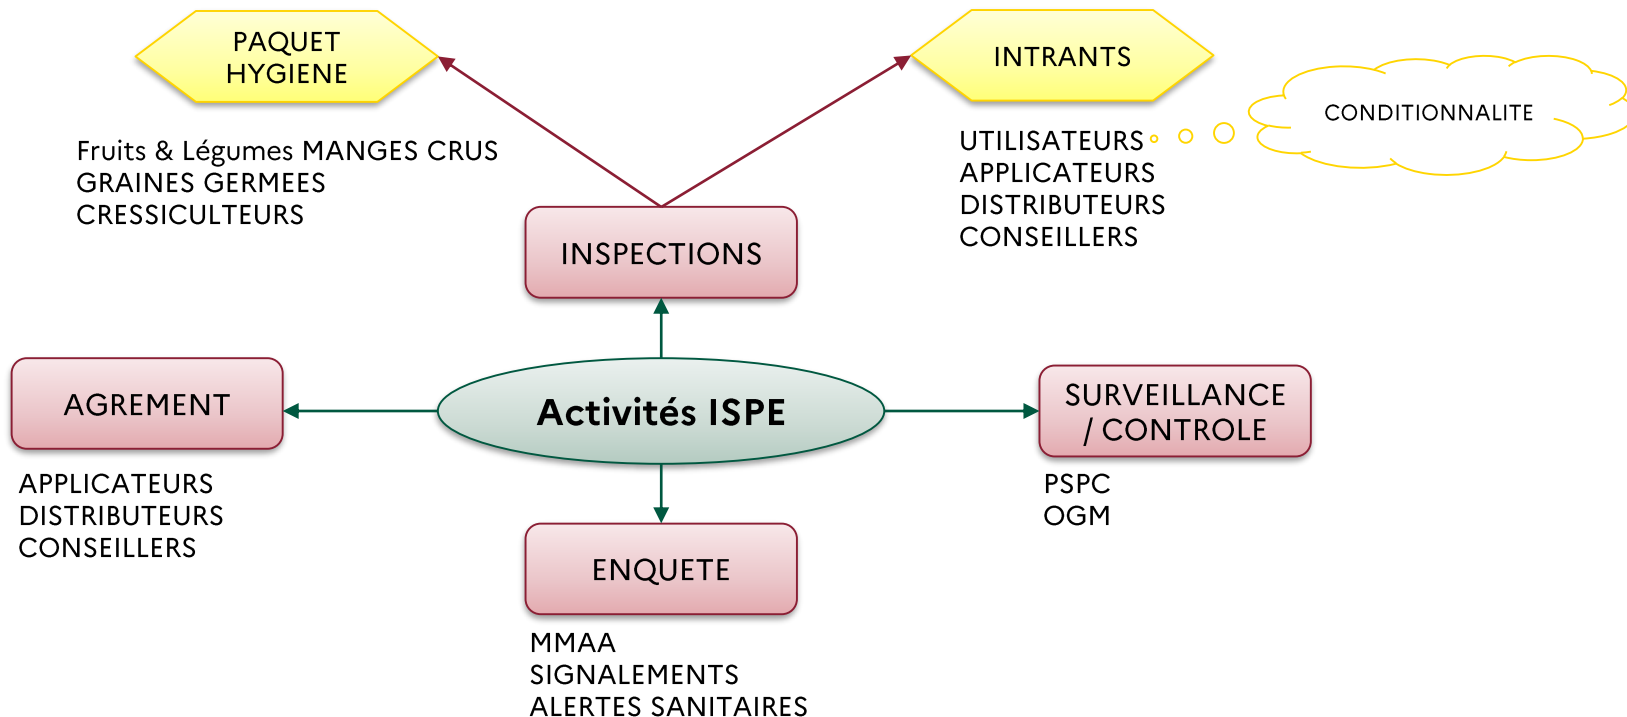 PAQUET
HYGIENE
INTRANTS
CONDITIONNALITE
Fruits & Légumes MANGES CRUS
GRAINES GERMEES
CRESSICULTEURS
UTILISATEURS
APPLICATEURS
DISTRIBUTEURS
CONSEILLERS
INSPECTIONS
AGREMENT
Activités ISPE
SURVEILLANCE
/ CONTROLE
APPLICATEURS
DISTRIBUTEURS
CONSEILLERS
PSPC
OGM
ENQUETE
MMAA
SIGNALEMENTS
ALERTES SANITAIRES